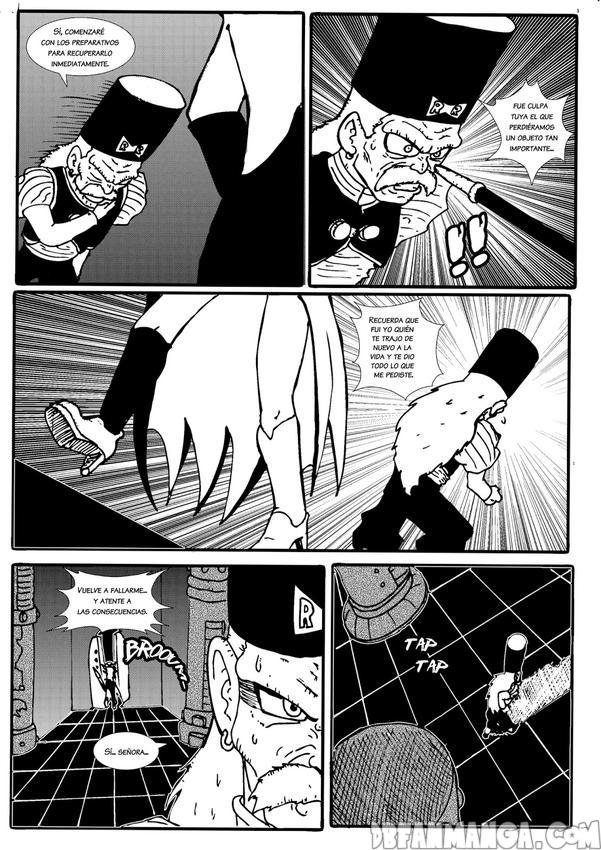 SÍ, COMENZARÉ
CON LOS PREPARATIVOS
PARA RECUPERARLO
INMEDIATAMENTE.
R R
FUE CULPA
TUYA EL QUE
PERDIÉRAMOS
UN OBJETO TAN
IMPORTANTE...
R R
!!
RECUERDA QUE
FUI YO QUIÉN
TE TRAJO DE
NUEVO A LA
VIDA Y TE DIO
TODO LO QUE
ME PEDISTE.
VUELVE A FALLARME...
Y ATENTE A
LAS CONSECUENCIAS.
BROOUM...
R
SÍ... SEÑORA...
TAP
TAP
DBFANMANGA.COM